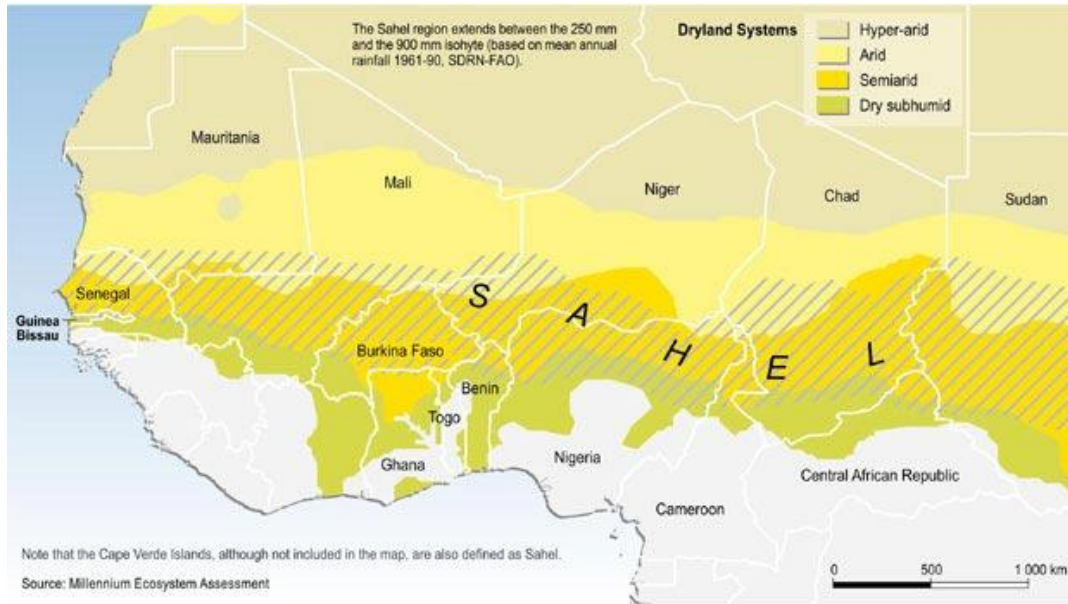 The Sahel region extends between the 250 mm
and the 900 mm isohyte (based on mean annual
rainfall 1961-90, SDRN-FAO).
Dryland Systems
Hyper-arid
Arid
Semiarid
Dry subhumid
Mauritania
Mali
Niger
Chad
Sudan
Senegal
Guinea
Bissau
SAHEL
Burkina Faso
Benin
Togo
Ghana
Nigeria
Central African Republic
Cameroon
Note that the Cape Verde Islands, although not included in the map, are also defined as Sahel.
Source: Millennium Ecosystem Assessment
0 500 1 000 km